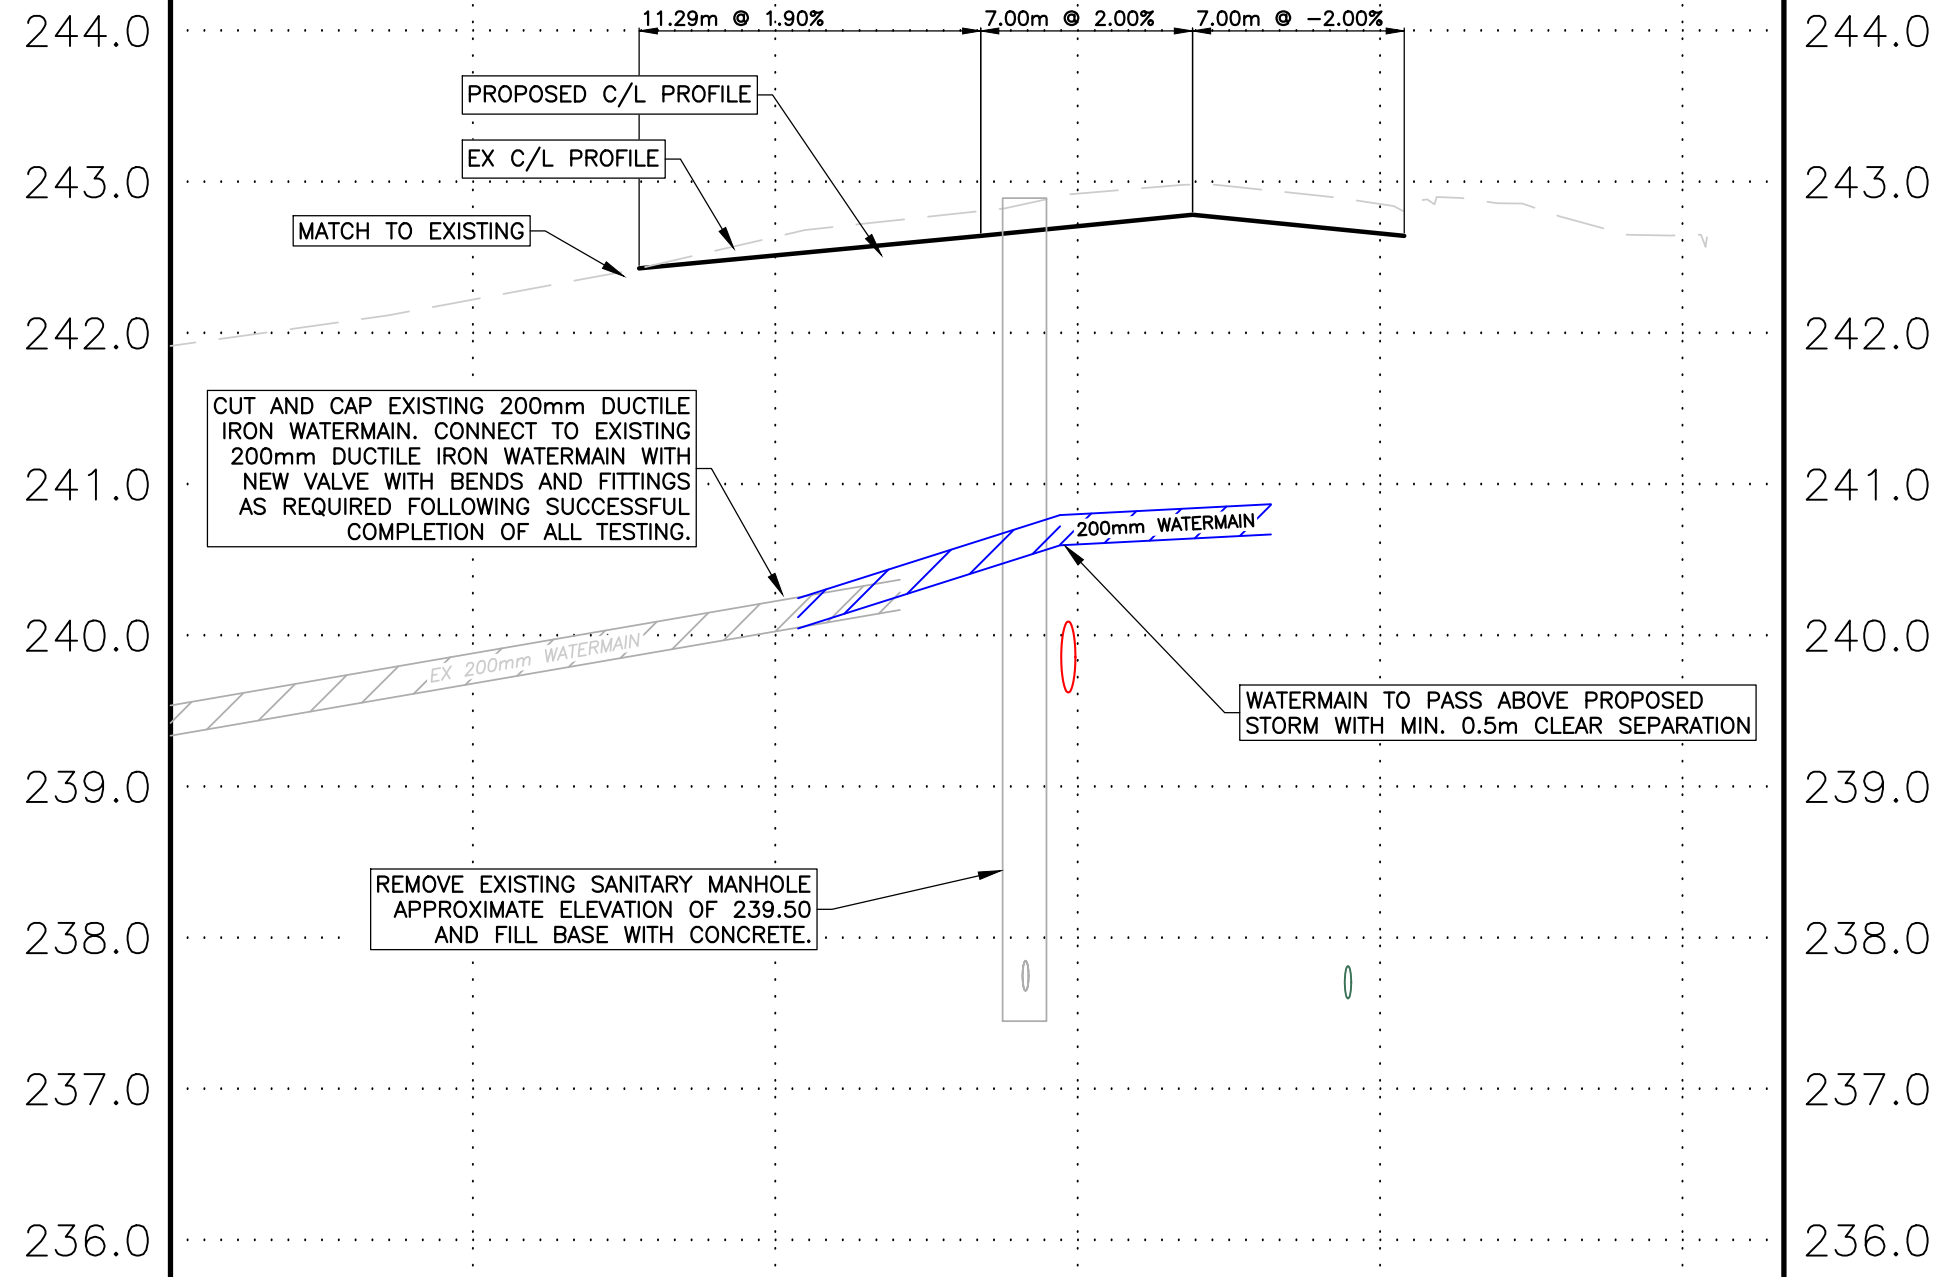 11.29m @ 1.90%
7.00m @ 2.00%
7.00m @ -2.00%
244.0
244.0
PROPOSED C/L PROFILE
EX C/L PROFILE
243.0
243.0
MATCH TO EXISTING
242.0
242.0
CUT AND CAP EXISTING 200mm DUCTILE
IRON WATERMAIN. CONNECT TO EXISTING
200mm DUCTILE IRON WATERMAIN WITH
NEW VALVE WITH BENDS AND FITTINGS
AS REQUIRED FOLLOWING SUCCESSFUL
COMPLETION OF ALL TESTING.
241.0
241.0
200mm WATERMAIN
240.0
240.0
EX 200mm WATERMAIN
WATERMAIN TO PASS ABOVE PROPOSED
STORM WITH MIN. 0.5m CLEAR SEPARATION
239.0
239.0
REMOVE EXISTING SANITARY MANHOLE
APPROXIMATE ELEVATION OF 239.50
AND FILL BASE WITH CONCRETE.
238.0
238.0
237.0
237.0
236.0
236.0